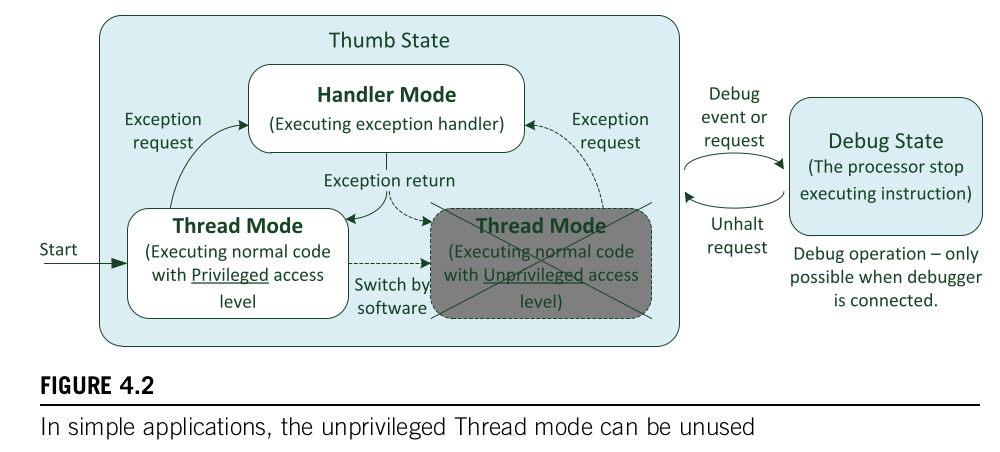 Thumb State
Handler Mode
(Executing exception handler)
Exception
request
Exception
request
Exception return
Start
Thread Mode
(Executing normal code
with Privileged access
level
Switch by
software
Thread Mode
(Executing normal code
with Unprivileged access
level)
Debug
event or
request
Unhalt
request
Debug State
(The processor stop
executing instruction)
Debug operation – only
possible when debugger
is connected.
FIGURE 4.2
In simple applications, the unprivileged Thread mode can be unused